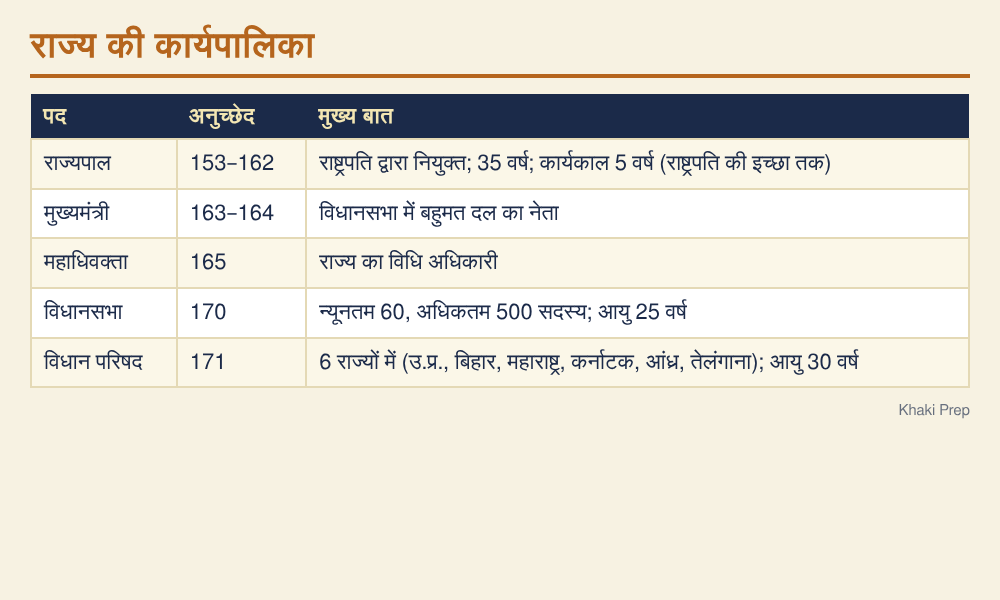 राज्य की कार्यपालिका
पद अनुच्छेद मुख्य बात
राज्यपाल 153–162 राष्ट्रपति द्वारा नियुक्त; 35 वर्ष; कार्यकाल 5 वर्ष (राष्ट्रपति की इच्छा तक)
मुख्यमंत्री 163–164 विधानसभा में बहुमत दल का नेता
महाधिवक्ता 165 राज्य का विधि अधिकारी
विधानसभा 170 न्यूनतम 60, अधिकतम 500 सदस्य; आयु 25 वर्ष
विधान परिषद 171 6 राज्यों में (उ.प्र., बिहार, महाराष्ट्र, कर्नाटक, आंध्र, तेलंगाना); आयु 30 वर्ष
Khaki Prep